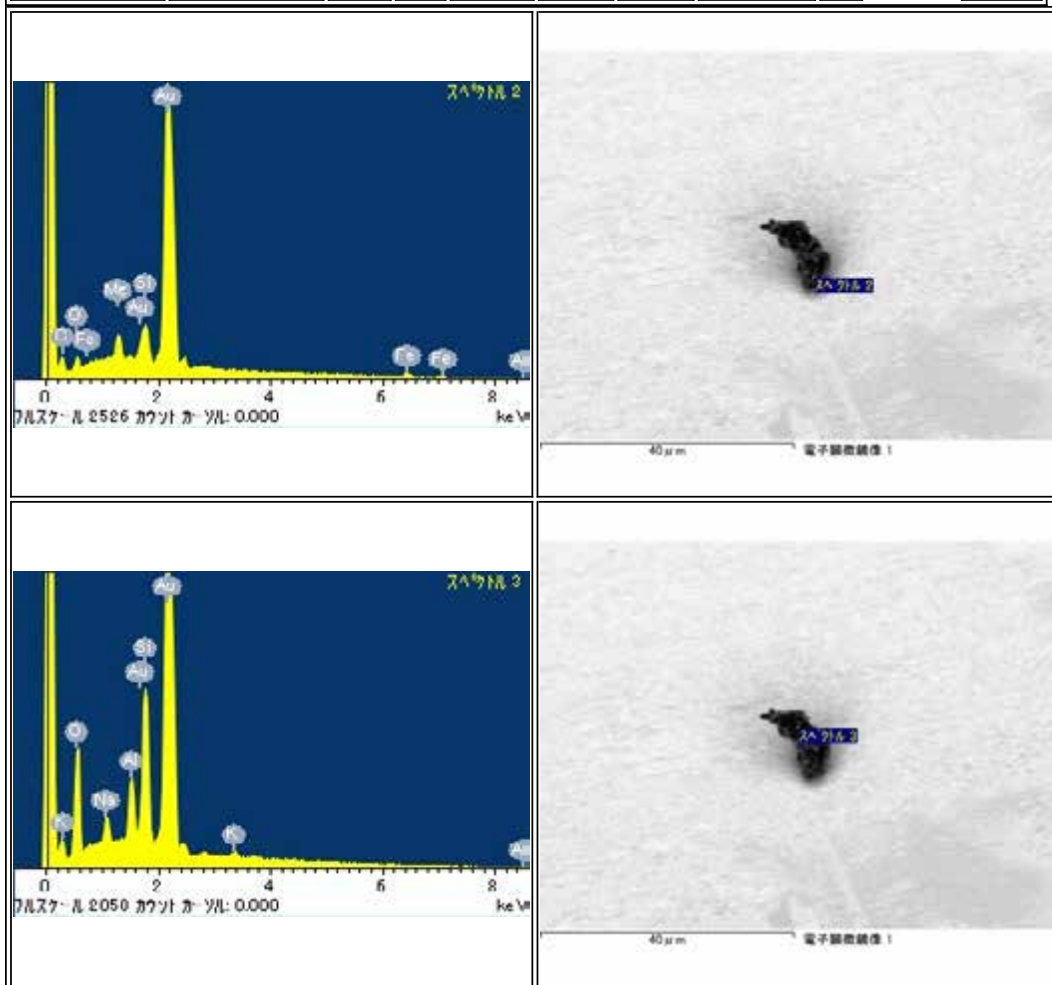 スペクトル 2
Au
Mg
Si
O
Au
C
Fe
Fe
Fe
Au
0 2 4 6 8
フルスケール 2526 カウント カーソル: 0.000 keV
スペクトル 2
40μm 電子顕微鏡像 1
スペクトル 3
Au
Si
Au
O
Al
Na
K
K
Au
0 2 4 6 8
フルスケール 2050 カウント カーソル: 0.000 keV
スペクトル 3
40μm 電子顕微鏡像 1